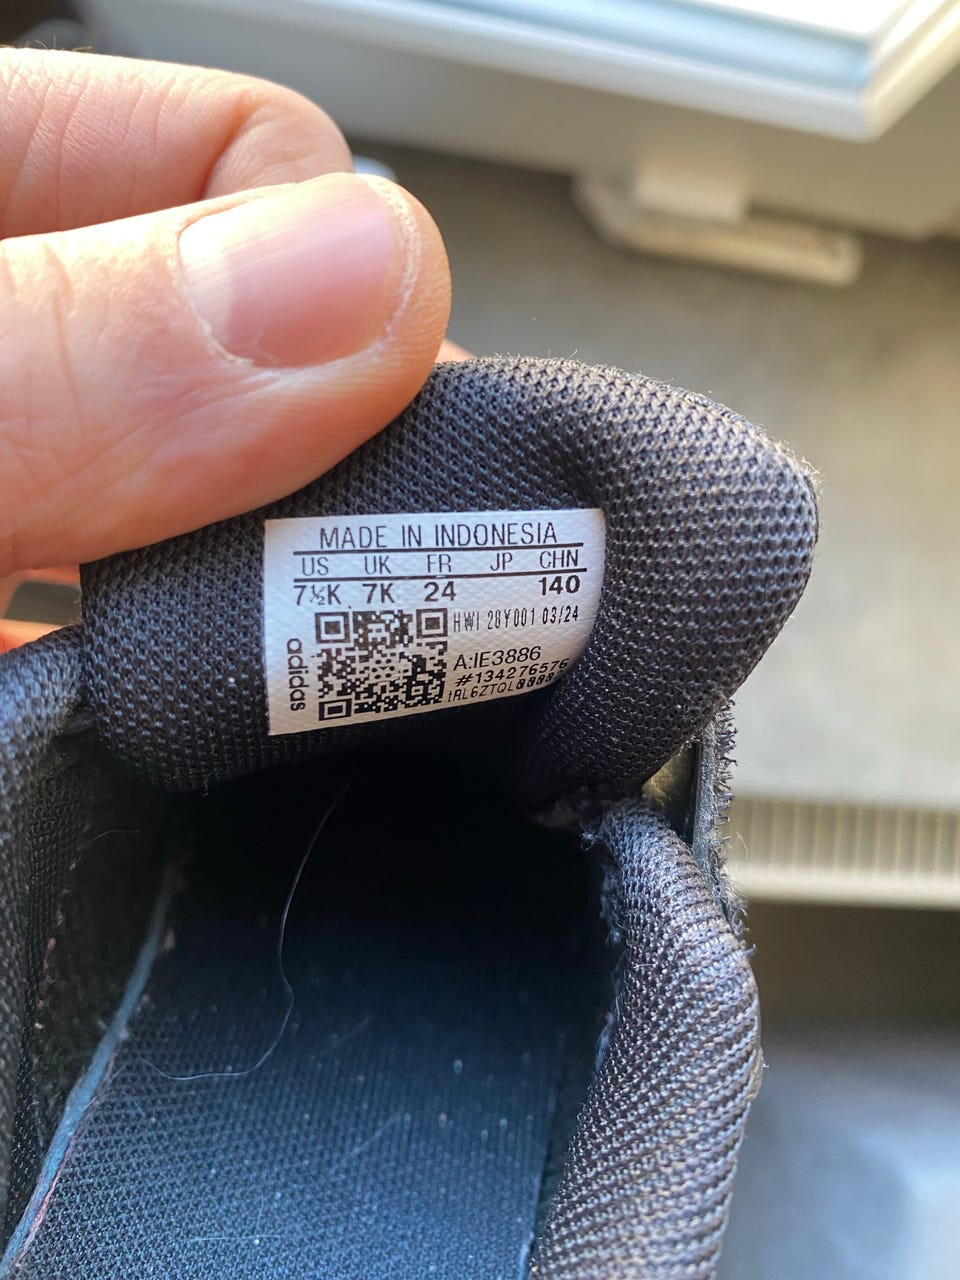 MADE IN INDONESIA
US UK FR JP CHN
7½K 7K 24 140
HWI 28Y001 03/24
A:IE3886
#134276576
adidas